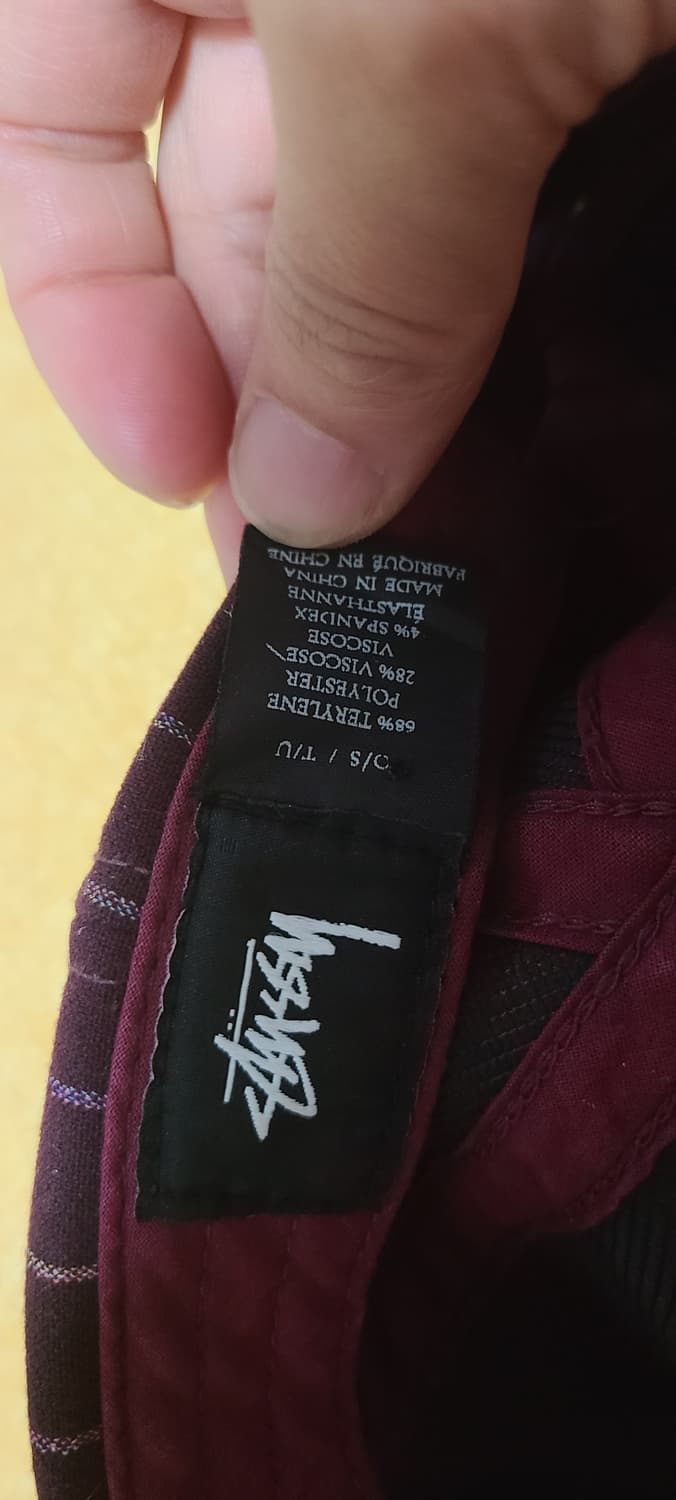 O/S / T/U
68% TERYLENE
POLYESTER
28% VISCOSE
VISCOSE
4% SPANDEX
ÉLASTHANNE
MADE IN CHINA
FABRIQUÉ EN CHINE
Stüssy